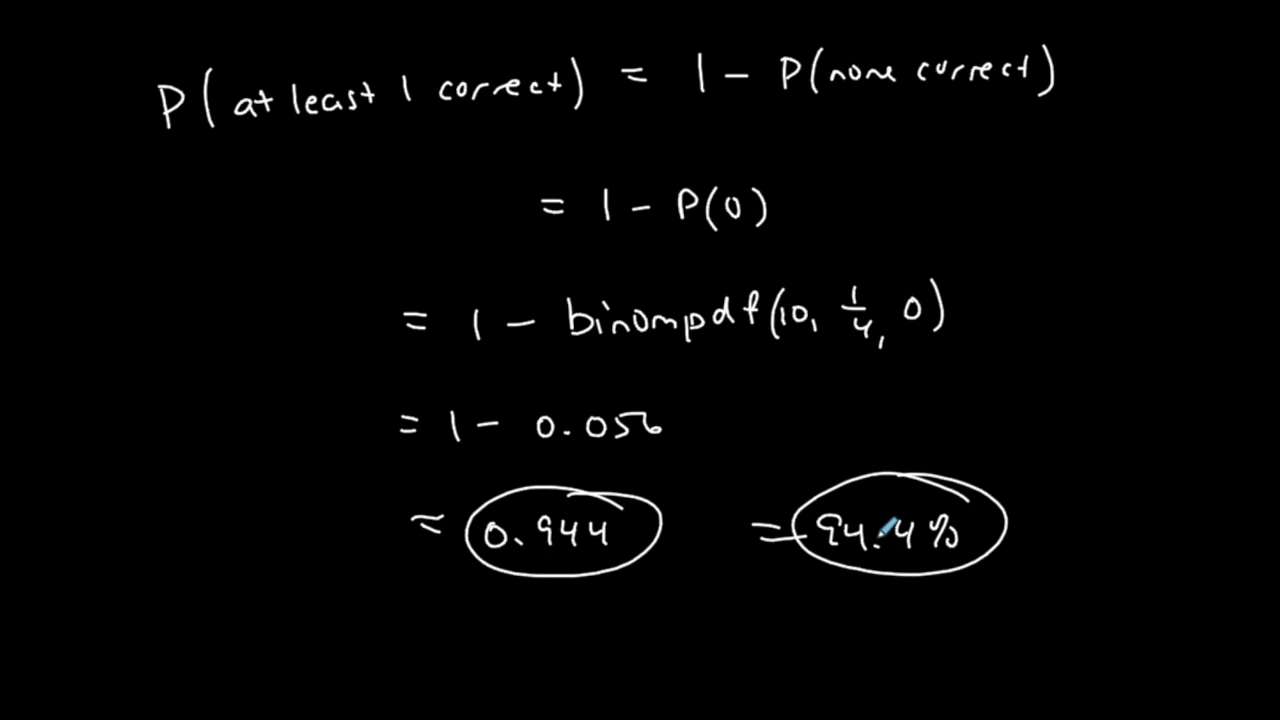 P(at least 1 correct) = 1 - P(none correct)
= 1 - P(0)
= 1 - binompdf(10, 1/4, 0)
= 1 - 0.056
≈ 0.944 = 94.4%